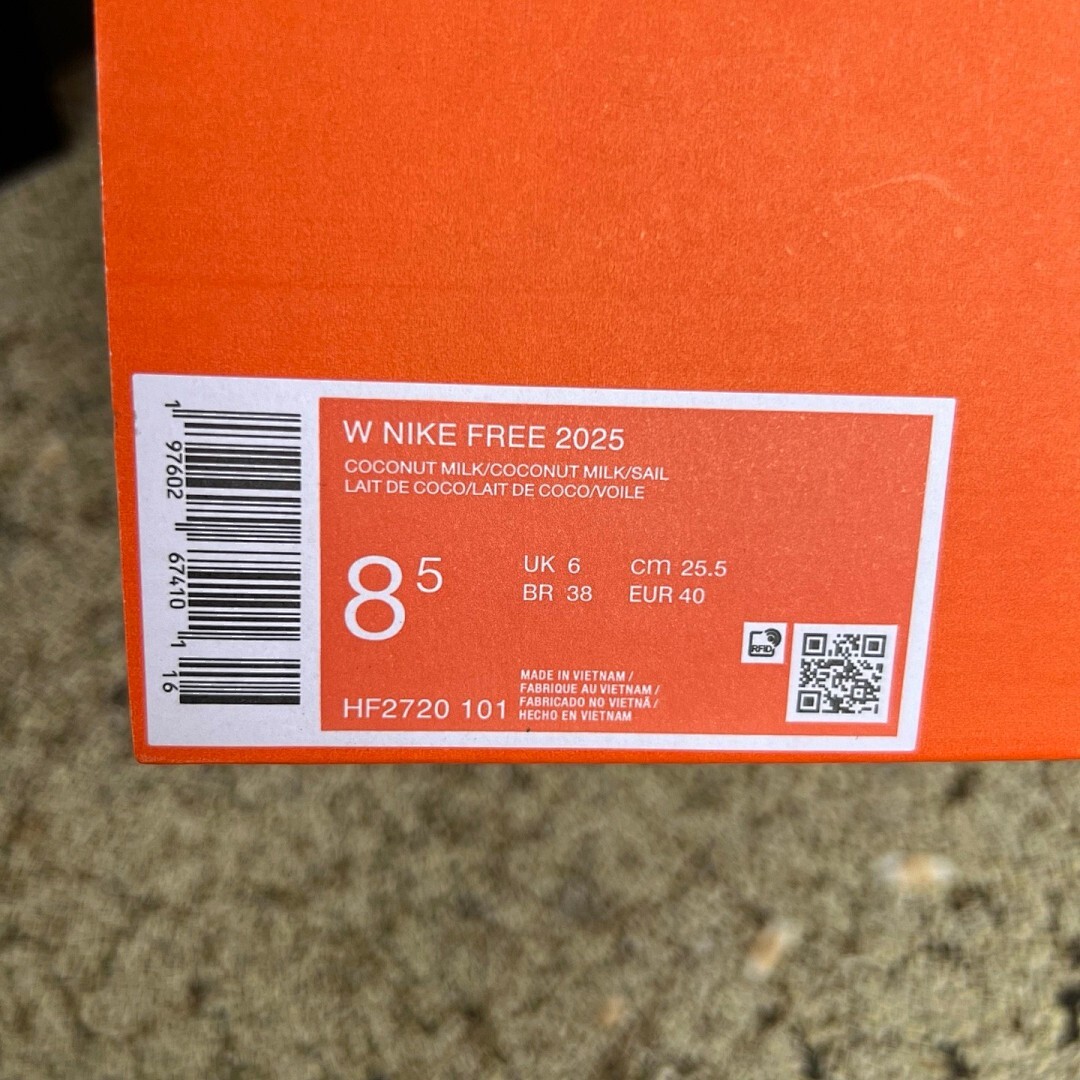 W NIKE FREE 2025
COCONUT MILK/COCONUT MILK/SAIL
LAIT DE COCO/LAIT DE COCO/VOILE
8 5
UK 6 cm 25.5
BR 38 EUR 40
HF2720 101
MADE IN VIETNAM /
FABRIQUE AU VIETNAM /
FABRICADO NO VIETNÃ /
HECHO EN VIETNAM
RFID
1 97602 67410 1 16